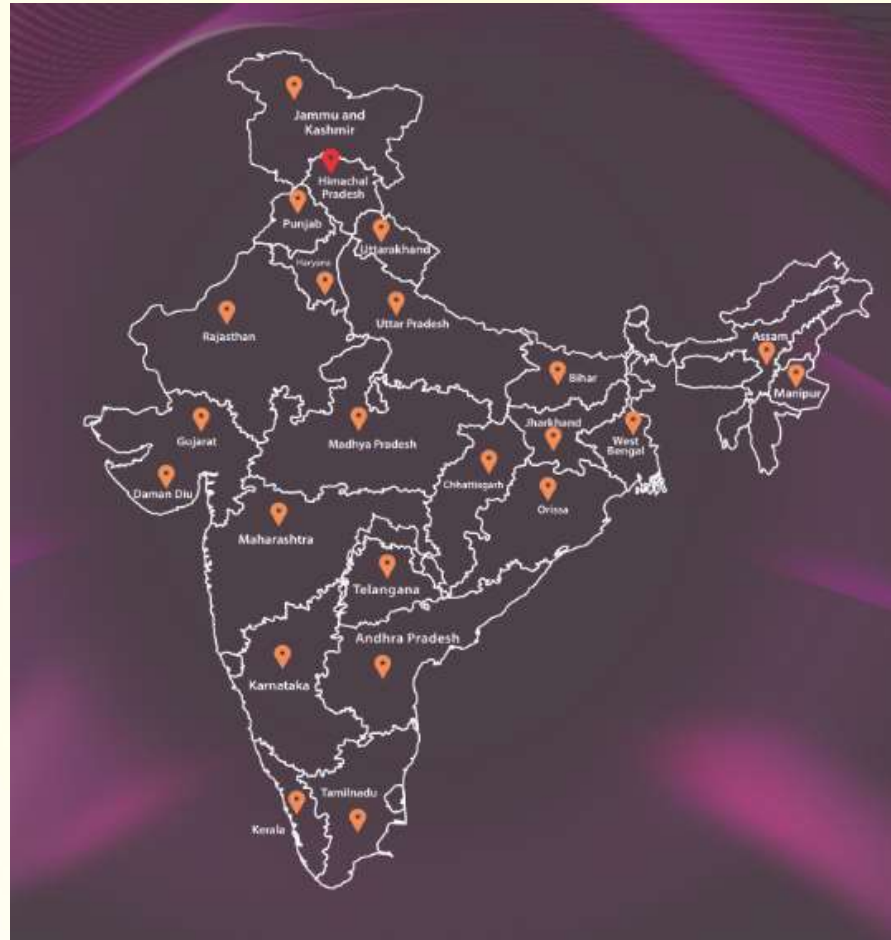 Jammu and
Kashmir
Himachal
Pradesh
Punjab
Uttarakhand
Haryana
Uttar Pradesh
Rajasthan
Assam
Bihar
Manipur
Jharkhand
West
Bengal
Gujarat
Madhya Pradesh
Chhattisgarh
Daman Diu
Orissa
Maharashtra
Telangana
Andhra Pradesh
Karnataka
Tamilnadu
Kerala